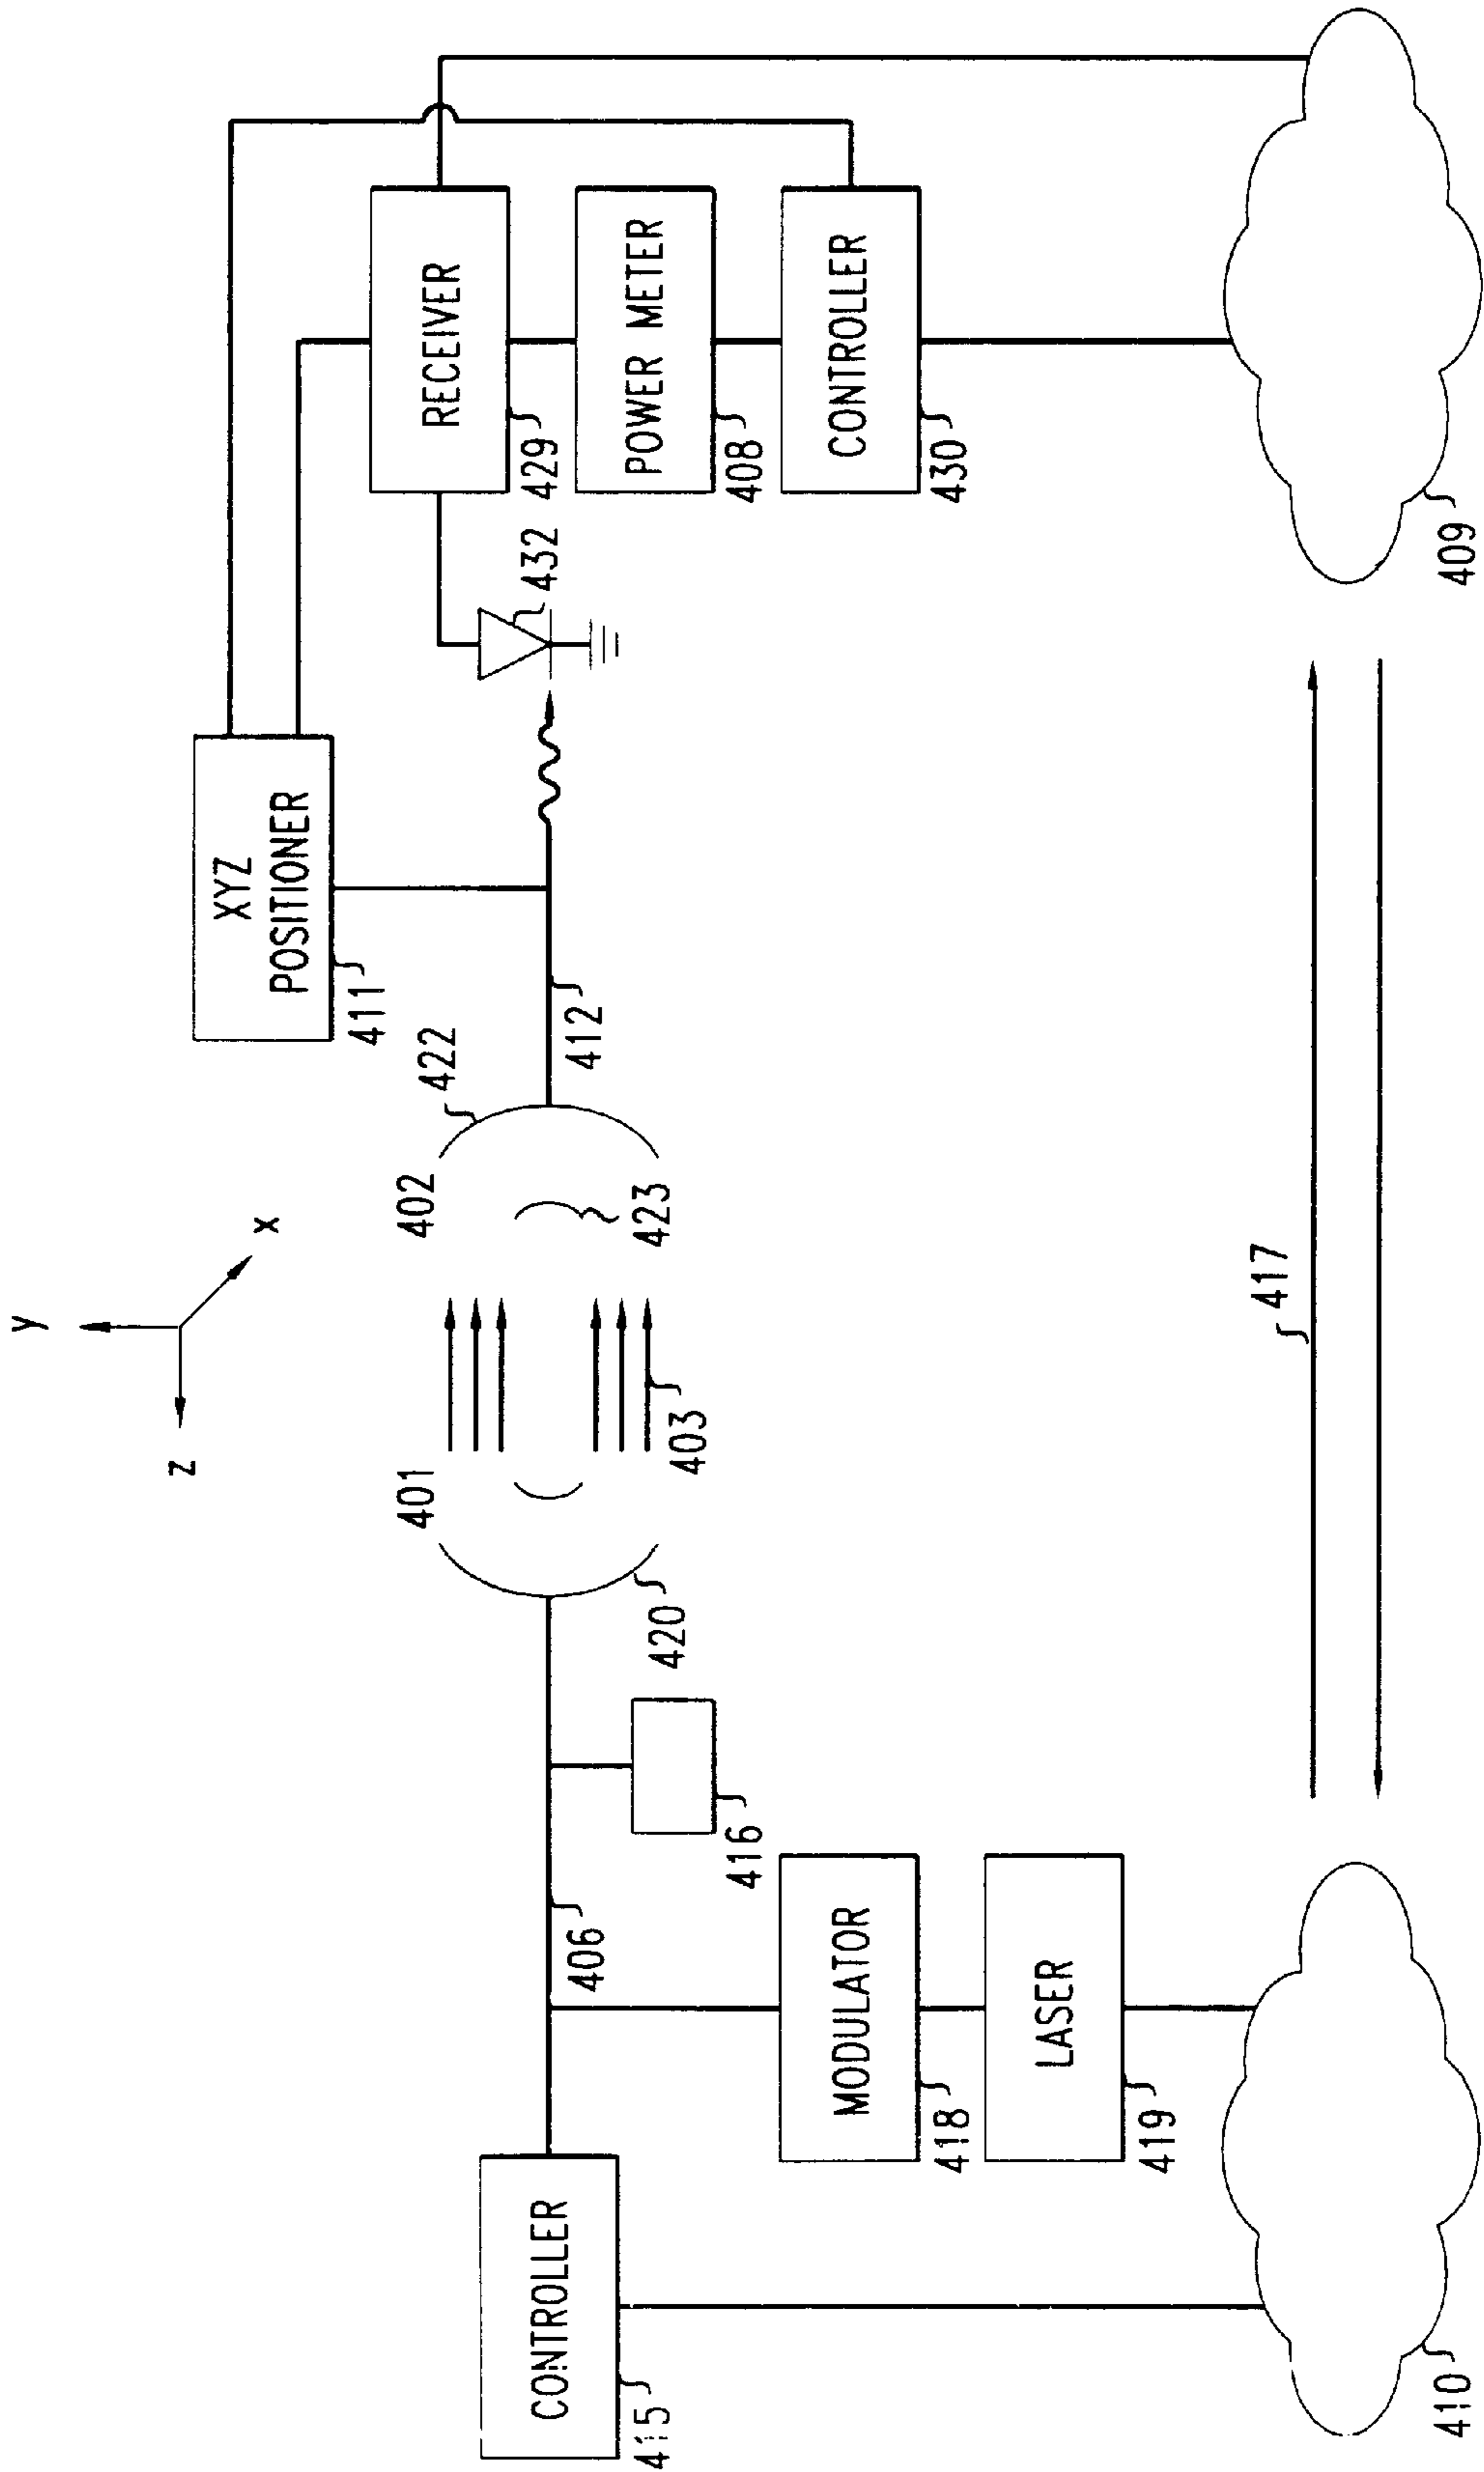 y
z
x
401
402
422
423
403
420
XYZ
POSITIONER
411
412
432
RECEIVER
429
POWER METER
408
CONTROLLER
430
CONTROLLER
415
406
416
MODULATOR
418
LASER
419
417
410
409